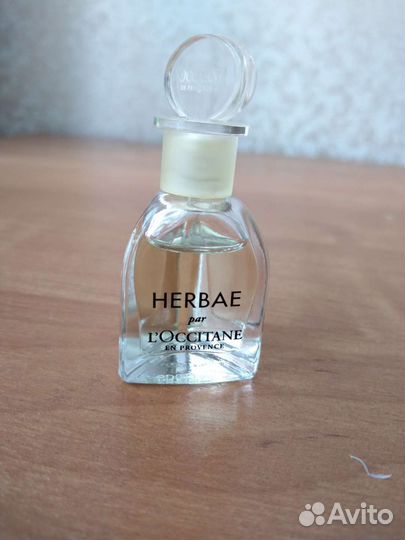 HERBAE
par
L'OCCITANE
EN PROVENCE
Avito